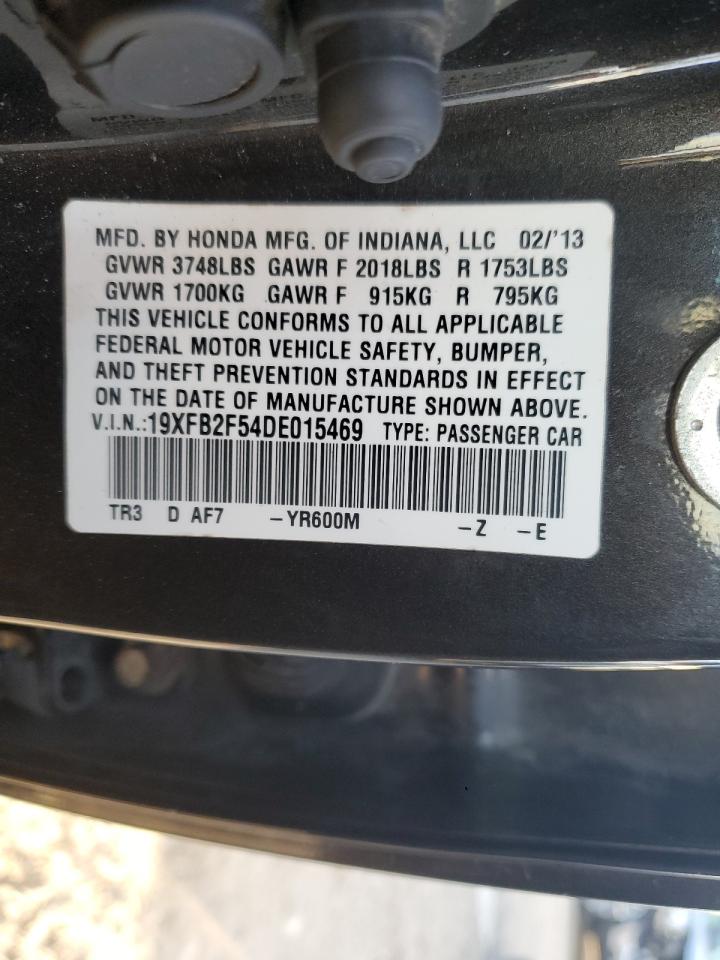 MFD. BY HONDA MFG. OF INDIANA, LLC 02/'13
GVWR 3748LBS GAWR F 2018LBS R 1753LBS
GVWR 1700KG GAWR F 915KG R 795KG
THIS VEHICLE CONFORMS TO ALL APPLICABLE
FEDERAL MOTOR VEHICLE SAFETY, BUMPER,
AND THEFT PREVENTION STANDARDS IN EFFECT
ON THE DATE OF MANUFACTURE SHOWN ABOVE.
V.I.N.:19XFB2F54DE015469 TYPE: PASSENGER CAR
TR3 D AF7 -YR600M -Z -E